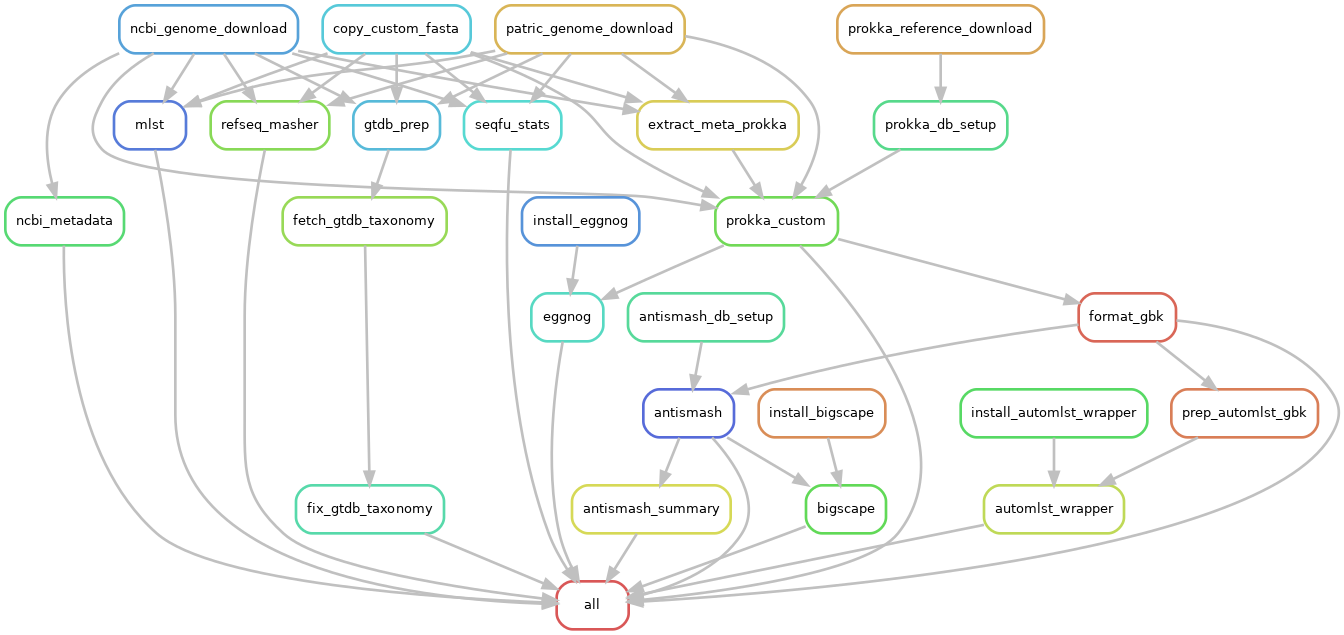 ncbi_genome_download
copy_custom_fasta
patric_genome_download
prokka_reference_download
mlst
refseq_masher
gtdb_prep
seqfu_stats
extract_meta_prokka
prokka_db_setup
ncbi_metadata
fetch_gtdb_taxonomy
install_eggnog
prokka_custom
eggnog
antismash_db_setup
format_gbk
antismash
install_bigscape
install_automlst_wrapper
prep_automlst_gbk
fix_gtdb_taxonomy
antismash_summary
bigscape
automlst_wrapper
all